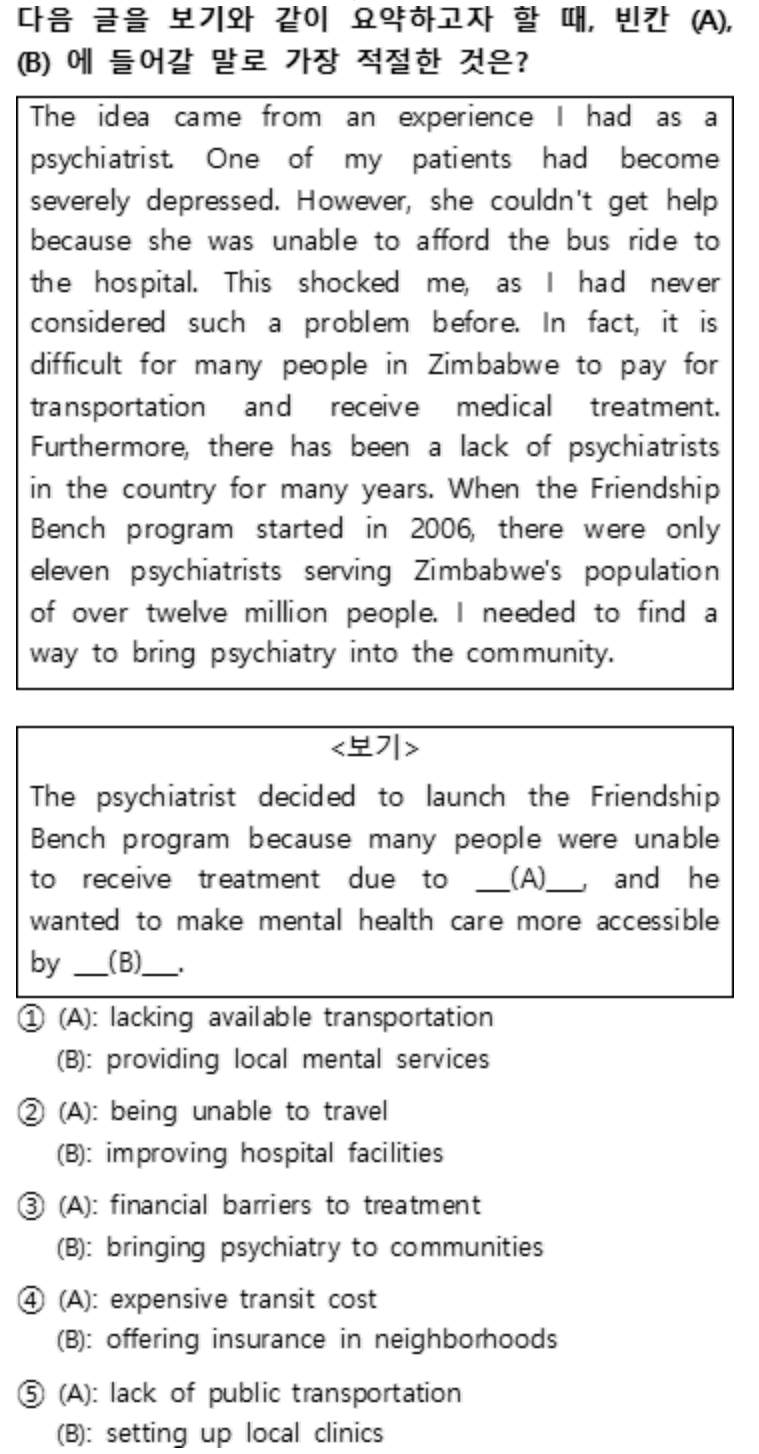 다음 글을 보기와 같이 요약하고자 할 때, 빈칸 (A),
(B) 에 들어갈 말로 가장 적절한 것은?
The idea came from an experience I had as a
psychiatrist. One of my patients had become
severely depressed. However, she couldn't get help
because she was unable to afford the bus ride to
the hospital. This shocked me, as I had never
considered such a problem before. In fact, it is
difficult for many people in Zimbabwe to pay for
transportation and receive medical treatment.
Furthermore, there has been a lack of psychiatrists
in the country for many years. When the Friendship
Bench program started in 2006, there were only
eleven psychiatrists serving Zimbabwe's population
of over twelve million people. I needed to find a
way to bring psychiatry into the community.
<보기>
The psychiatrist decided to launch the Friendship
Bench program because many people were unable
to receive treatment due to __(A)__, and he
wanted to make mental health care more accessible
by __(B)__.
① (A): lacking available transportation
(B): providing local mental services
② (A): being unable to travel
(B): improving hospital facilities
③ (A): financial barriers to treatment
(B): bringing psychiatry to communities
④ (A): expensive transit cost
(B): offering insurance in neighborhoods
⑤ (A): lack of public transportation
(B): setting up local clinics